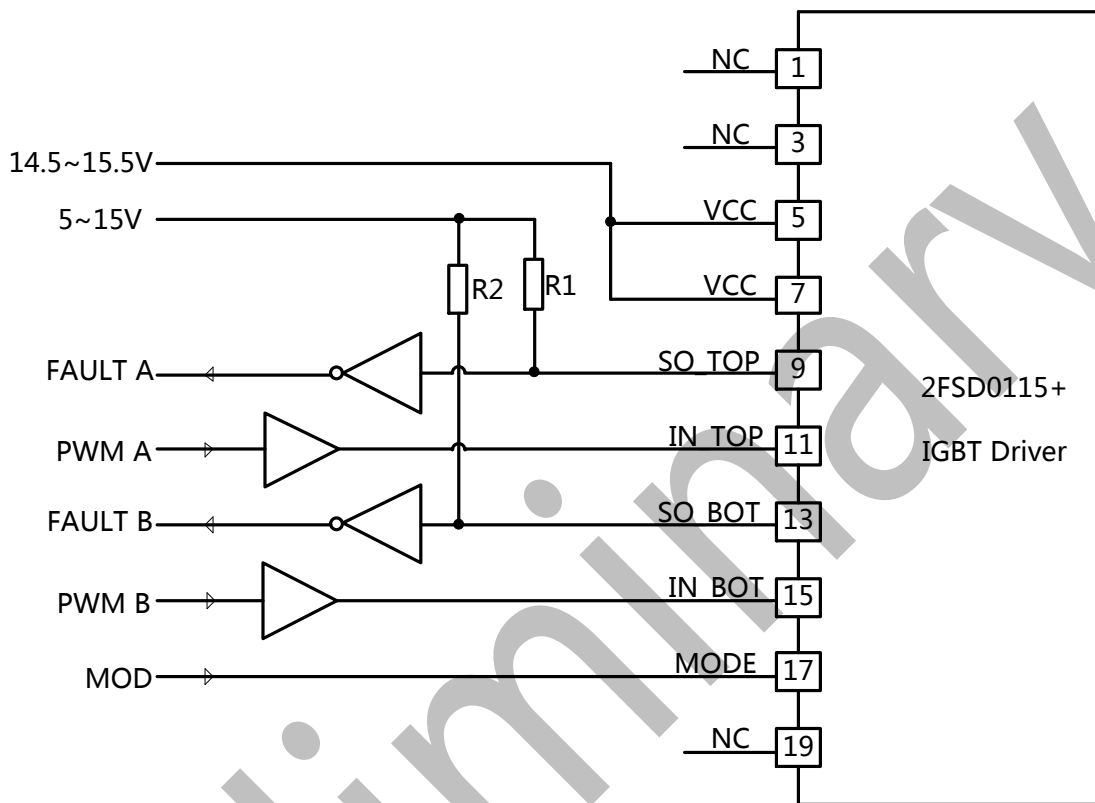 NC
1
NC
3
14.5~15.5V
VCC
5
5~15V
R2
R1
VCC
7
FAULT A
SO_TOP
9
2FSD0115+
PWM A
IN_TOP
11
IGBT Driver
FAULT B
SO_BOT
13
PWM B
IN_BOT
15
MOD
MODE
17
NC
19
liminary